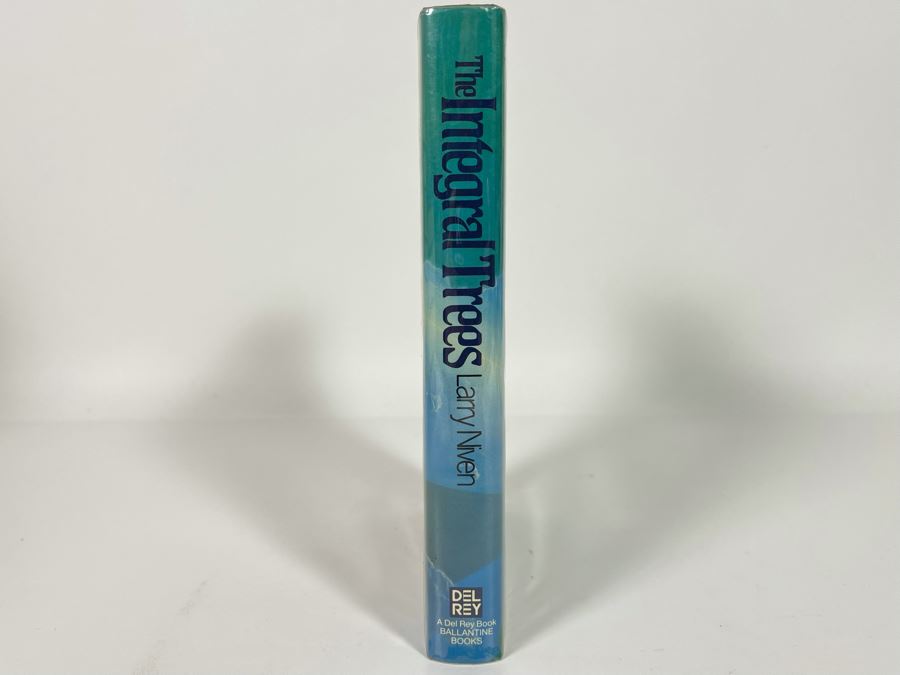 The Integral Trees
Larry Niven
DEL
REY
A Del Rey Book
BALLANTINE
BOOKS